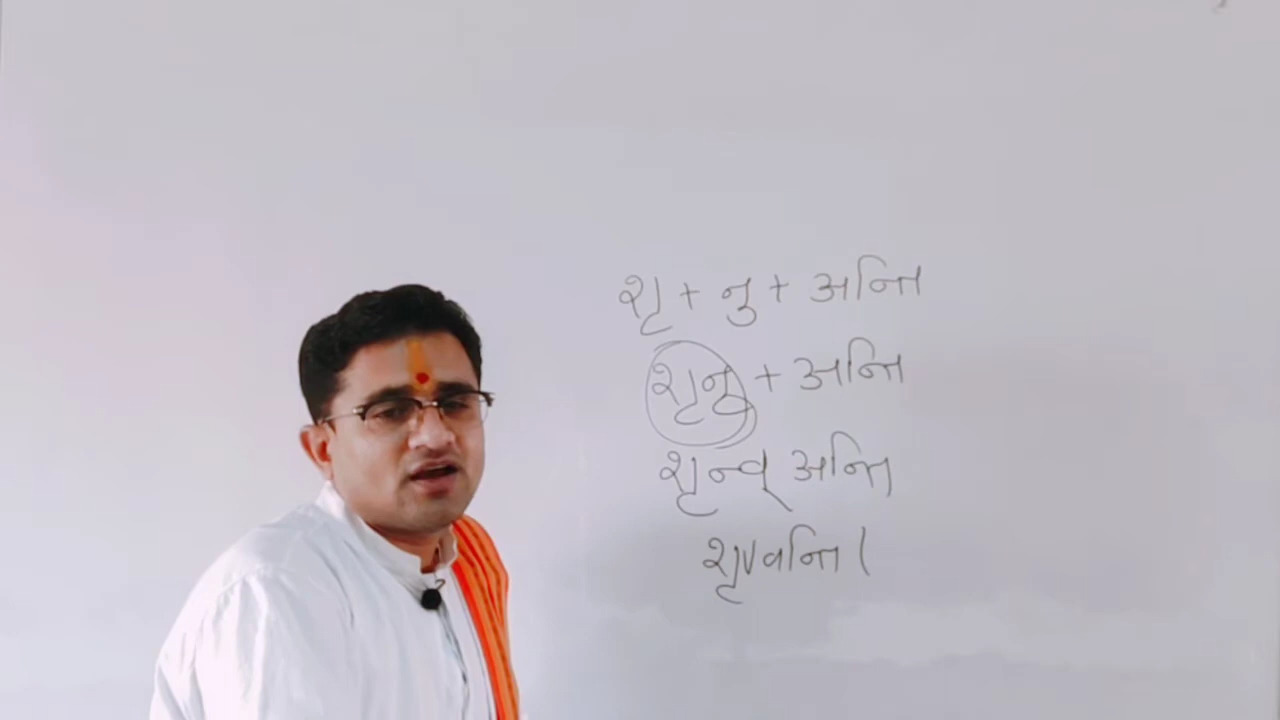 शृ + नु + अन्ति
शृनु + अन्ति
शृन्व् अन्ति
शृण्वन्ति ।